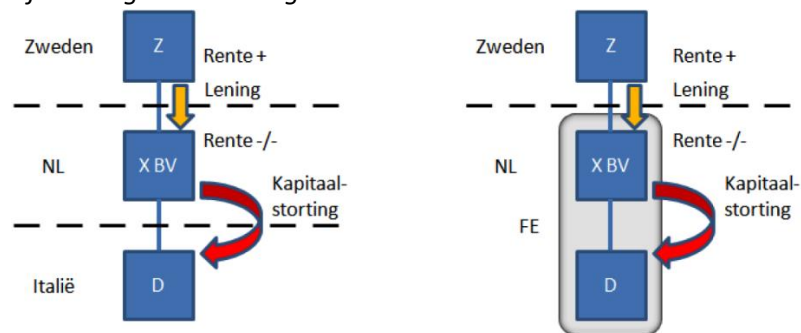 Zweden
Z
Rente +
Lening
Rente -/-
NL
X BV
Kapitaal-
storting
Italië
D
Zweden
Z
Rente +
Lening
Rente -/-
NL
X BV
Kapitaal-
storting
FE
D